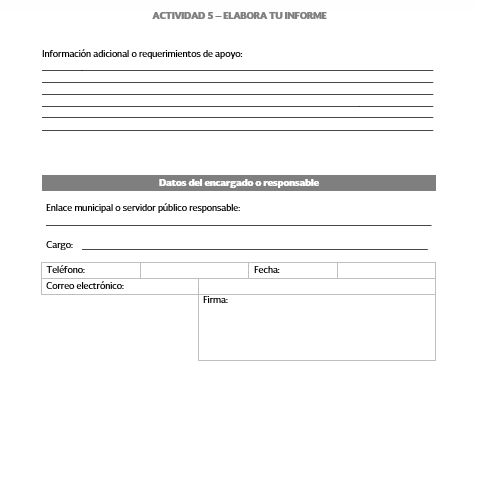 ACTIVIDAD 5 – ELABORA TU INFORME
Información adicional o requerimientos de apoyo:
Datos del encargado o responsable
Enlace municipal o servidor público responsable:
Cargo:
Teléfono: Fecha:
Correo electrónico:
Firma: